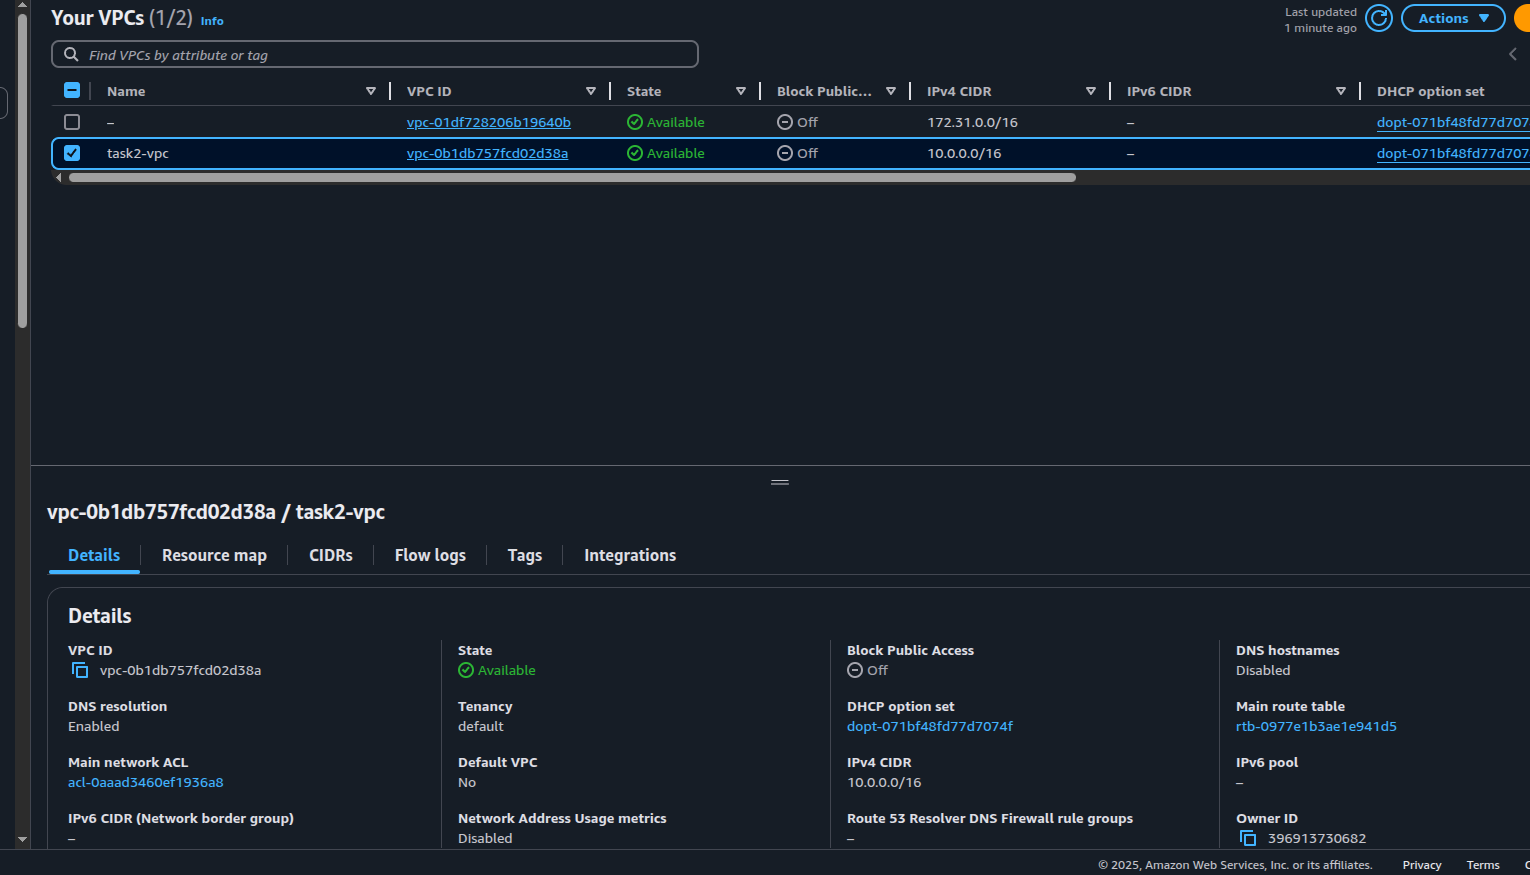 Your VPCs (1/2) Info
Last updated
1 minute ago
Actions
Find VPCs by attribute or tag
Name VPC ID State Block Public... IPv4 CIDR IPv6 CIDR DHCP option set
– vpc-01df728206b19640b Available Off 172.31.0.0/16 – dopt-071bf48fd77d707
task2-vpc vpc-0b1db757fcd02d38a Available Off 10.0.0.0/16 – dopt-071bf48fd77d707
vpc-0b1db757fcd02d38a / task2-vpc
Details Resource map CIDRs Flow logs Tags Integrations
Details
VPC ID State Block Public Access DNS hostnames
vpc-0b1db757fcd02d38a Available Off Disabled
DNS resolution Tenancy DHCP option set Main route table
Enabled default dopt-071bf48fd77d7074f rtb-0977e1b3ae1e941d5
Main network ACL Default VPC IPv4 CIDR IPv6 pool
acl-0aaad3460ef1936a8 No 10.0.0.0/16 –
IPv6 CIDR (Network border group) Network Address Usage metrics Route 53 Resolver DNS Firewall rule groups Owner ID
– Disabled – 396913730682
© 2025, Amazon Web Services, Inc. or its affiliates. Privacy Terms